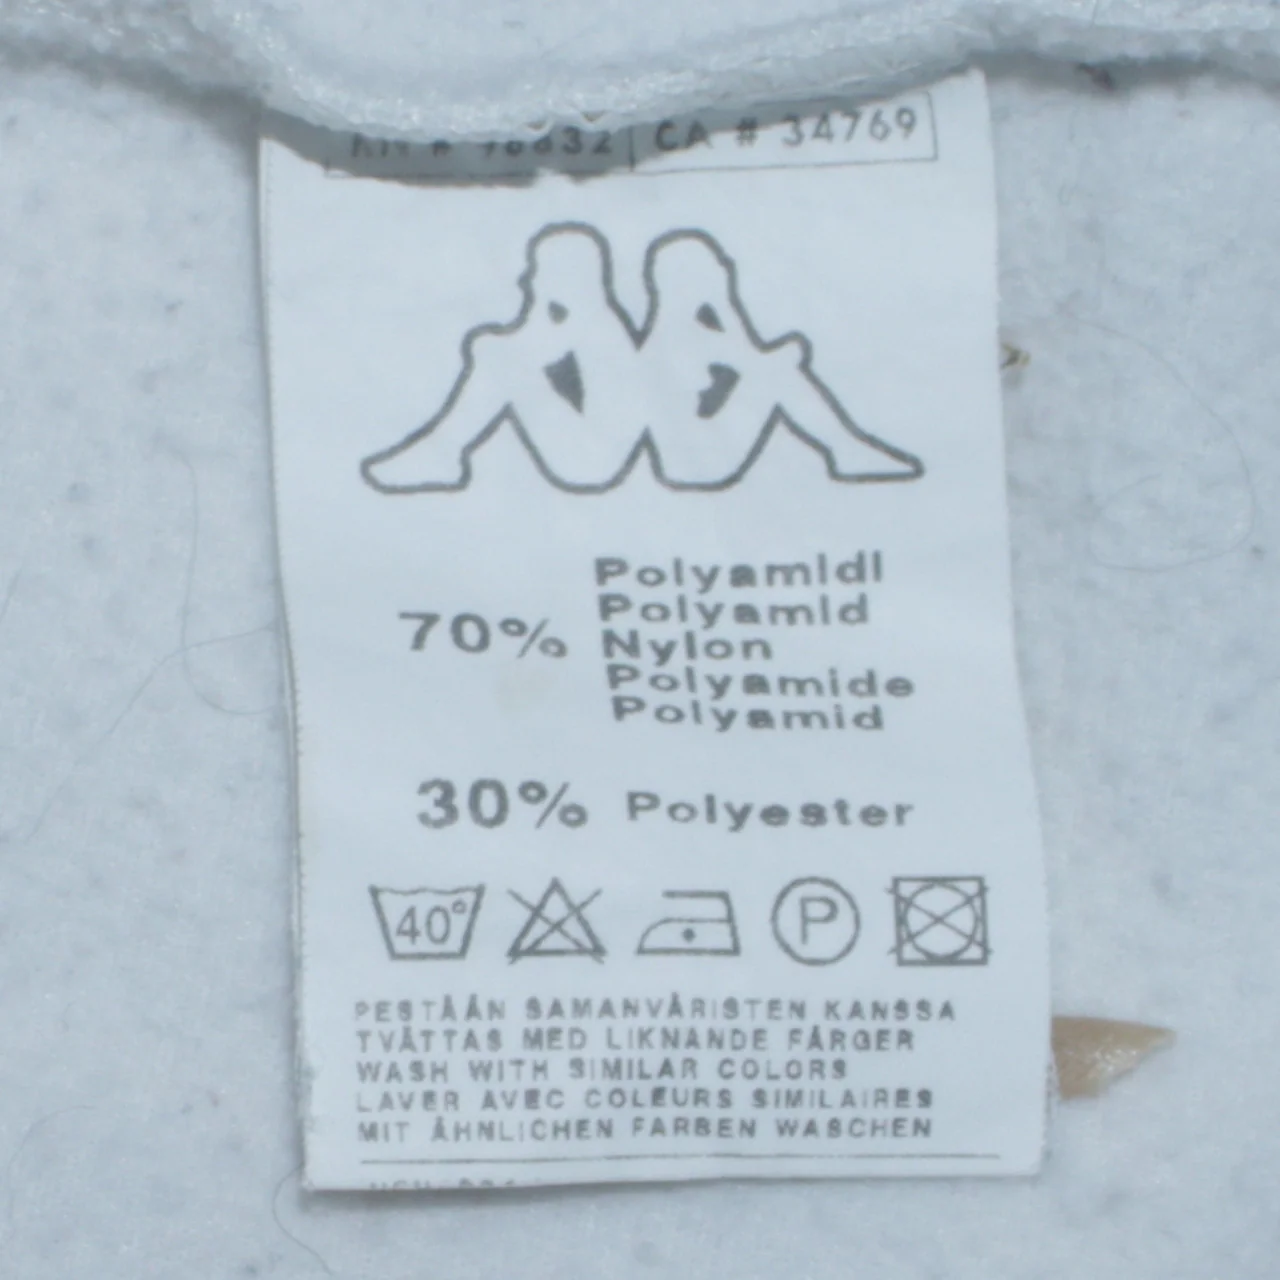 CA # 34769
70%
Polyamidi
Polyamid
Nylon
Polyamide
Polyamid
30% Polyester
40°
P
PESTÄÄN SAMANVÄRISTEN KANSSA
TVÄTTAS MED LIKNANDE FÄRGER
WASH WITH SIMILAR COLORS
LAVER AVEC COLEURS SIMILAIRES
MIT ÄHNLICHEN FARBEN WASCHEN